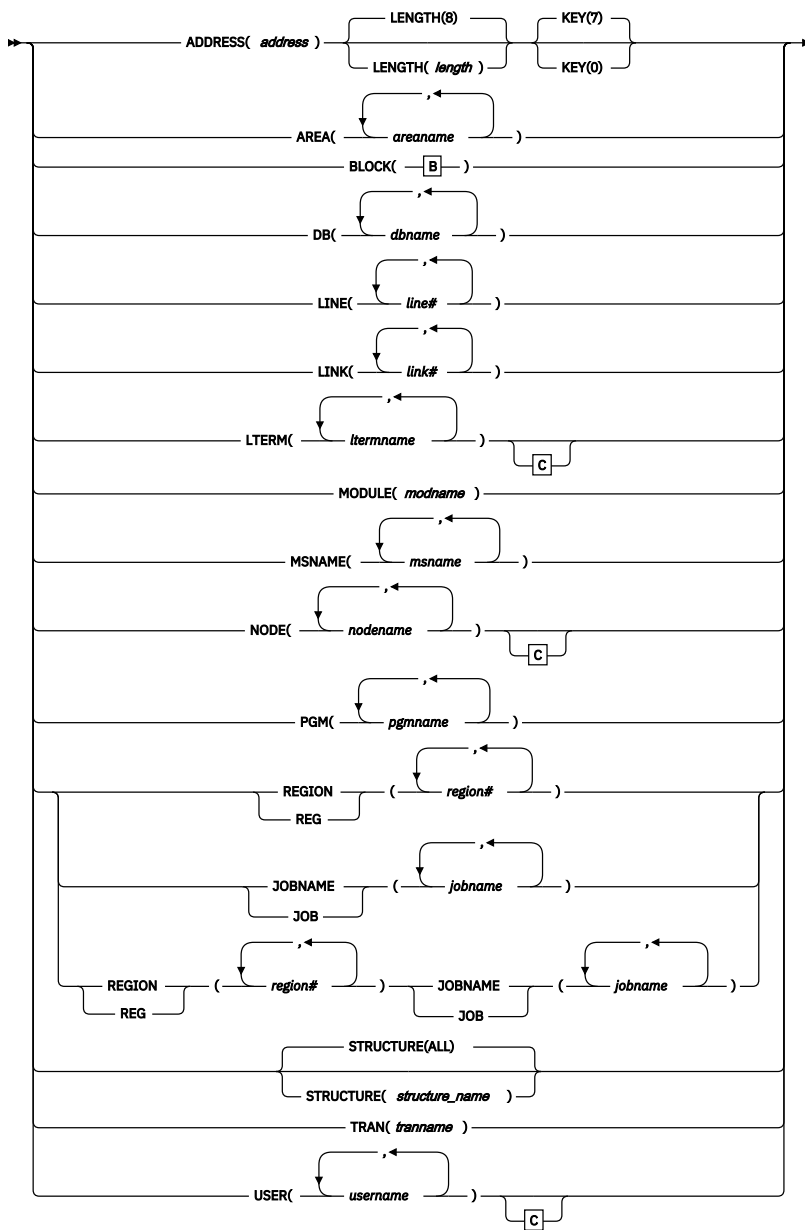 LENGTH(8) KEY(7)
ADDRESS( address )
LENGTH( length ) KEY(0)
,
AREA( areaname )
BLOCK( B )
,
DB( dbname )
,
LINE( line# )
,
LINK( link# )
,
LTERM( ltermname )
C
MODULE( modname )
,
MSNAME( msname )
,
NODE( nodename )
C
,
PGM( pgmname )
,
REGION ( region# )
REG
,
JOBNAME ( jobname )
JOB
, ,
REGION ( region# ) JOBNAME ( jobname )
REG JOB
STRUCTURE(ALL)
STRUCTURE( structure_name )
TRAN( tranname )
,
USER( username )
C